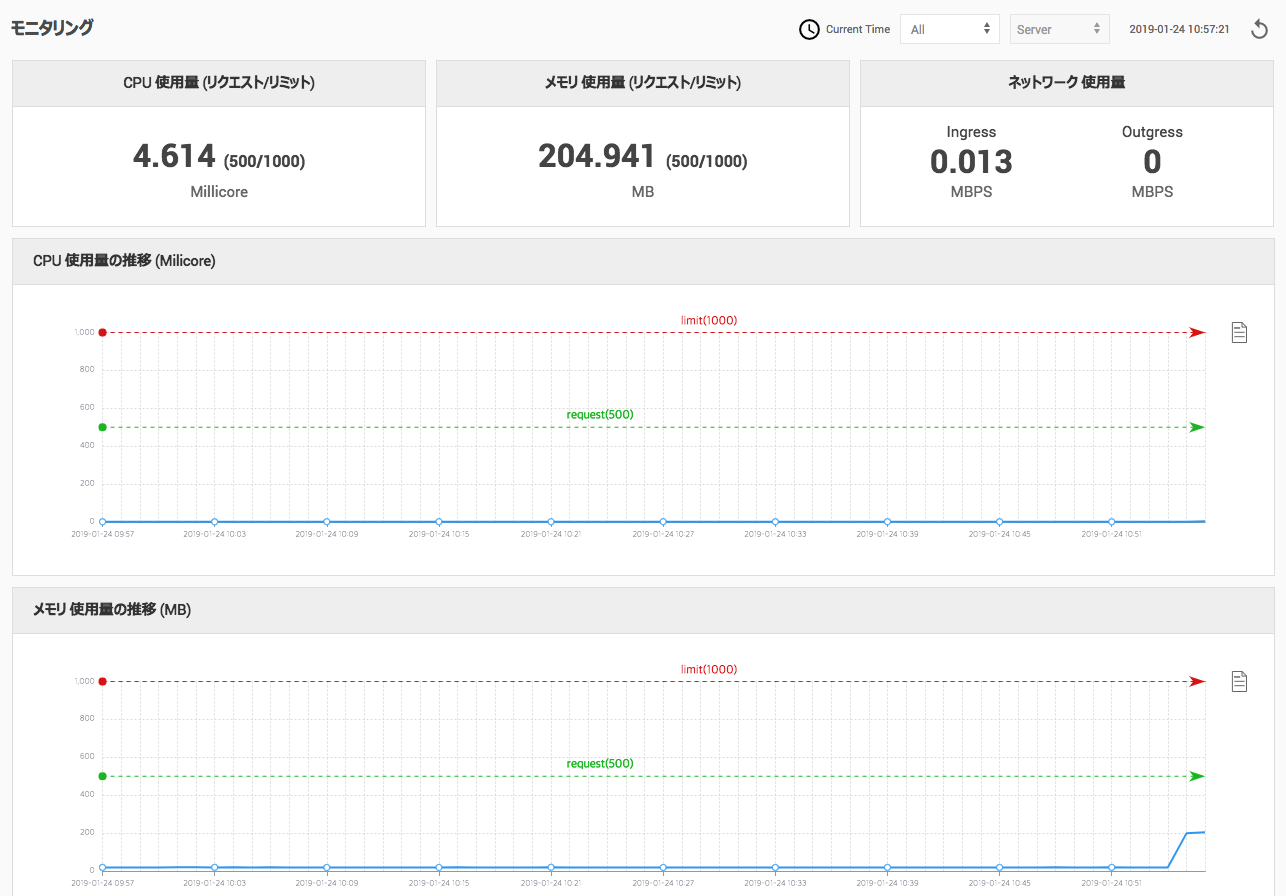 モニタリング
Current Time All Server 2019-01-24 10:57:21
CPU 使用量 (リクエスト/リミット)
4.614 (500/1000)
Millicore
メモリ 使用量 (リクエスト/リミット)
204.941 (500/1000)
MB
ネットワーク 使用量
Ingress Outgress
0.013 0
MBPS MBPS
CPU 使用量の推移 (Milicore)
limit(1000)
1,000
800
600
request(500)
400
200
0
2019-01-24 09:57 2019-01-24 10:03 2019-01-24 10:09 2019-01-24 10:15 2019-01-24 10:21 2019-01-24 10:27 2019-01-24 10:33 2019-01-24 10:39 2019-01-24 10:45 2019-01-24 10:51
メモリ 使用量の推移 (MB)
limit(1000)
1,000
800
600
request(500)
400
200
0
2019-01-24 09:57 2019-01-24 10:03 2019-01-24 10:09 2019-01-24 10:15 2019-01-24 10:21 2019-01-24 10:27 2019-01-24 10:33 2019-01-24 10:39 2019-01-24 10:45 2019-01-24 10:51